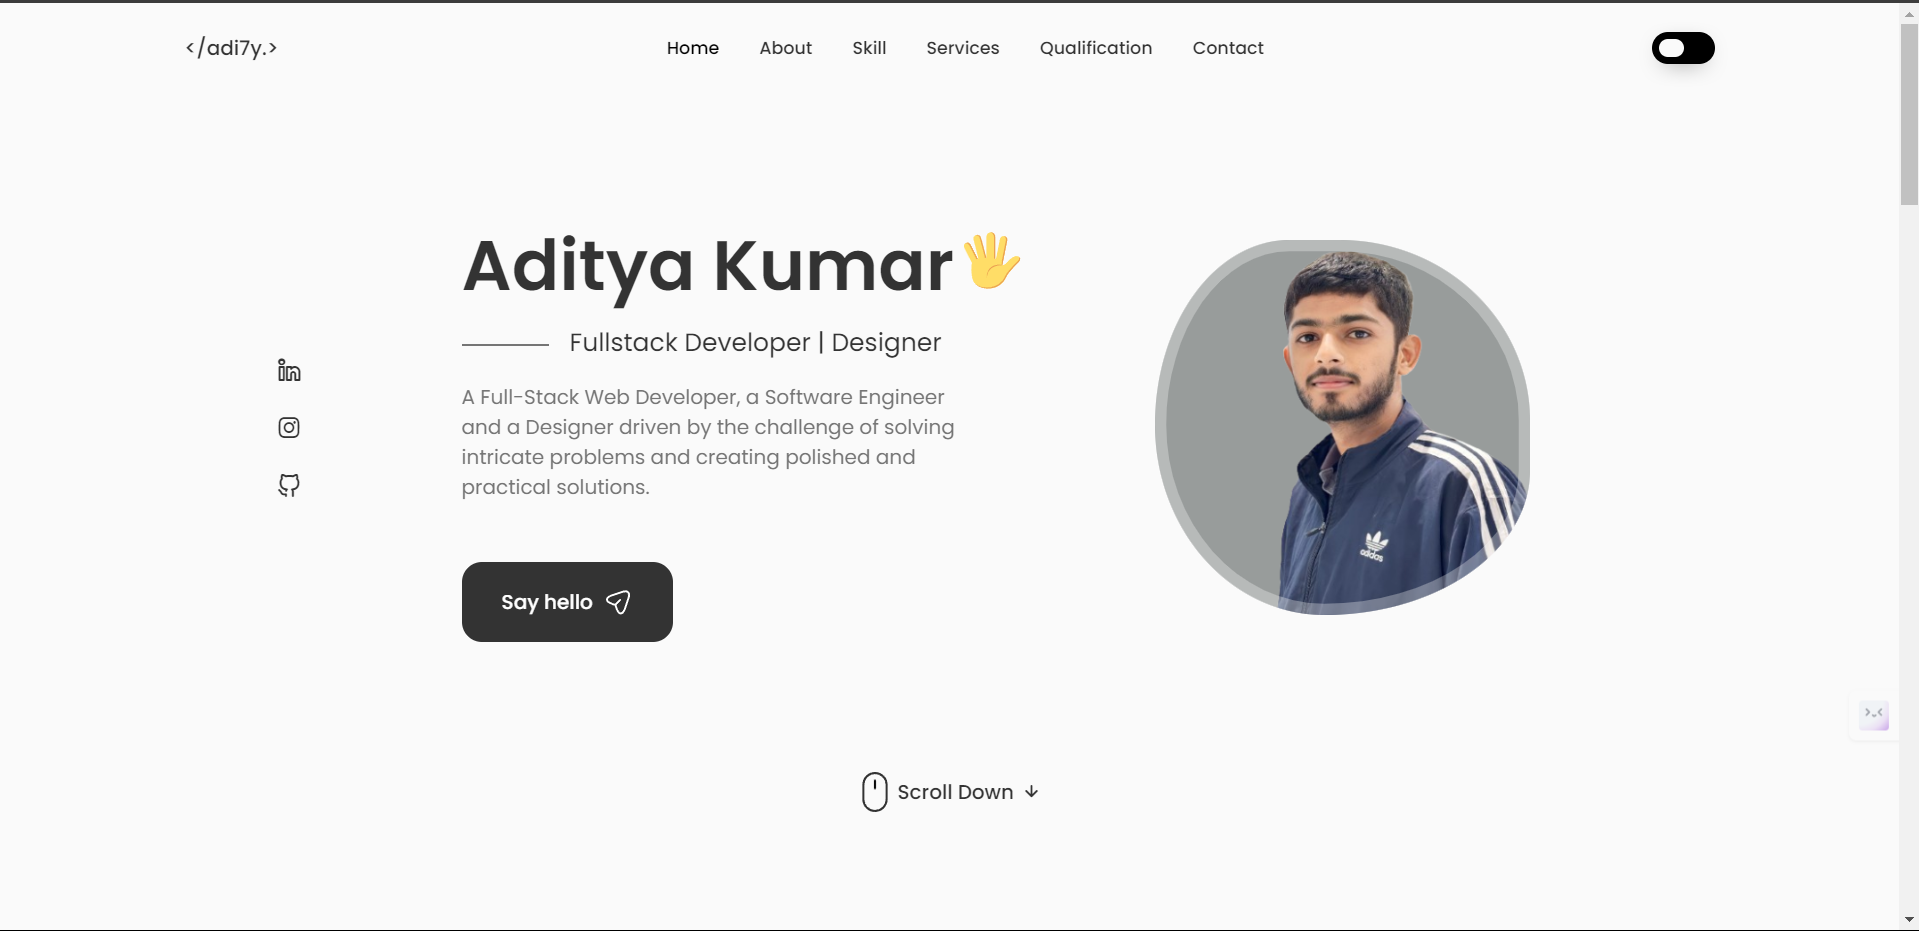 </adi7y.>
Home About Skill Services Qualification Contact
Aditya Kumar🖐
Fullstack Developer | Designer
A Full-Stack Web Developer, a Software Engineer
and a Designer driven by the challenge of solving
intricate problems and creating polished and
practical solutions.
Say hello
adidas
Scroll Down ↓